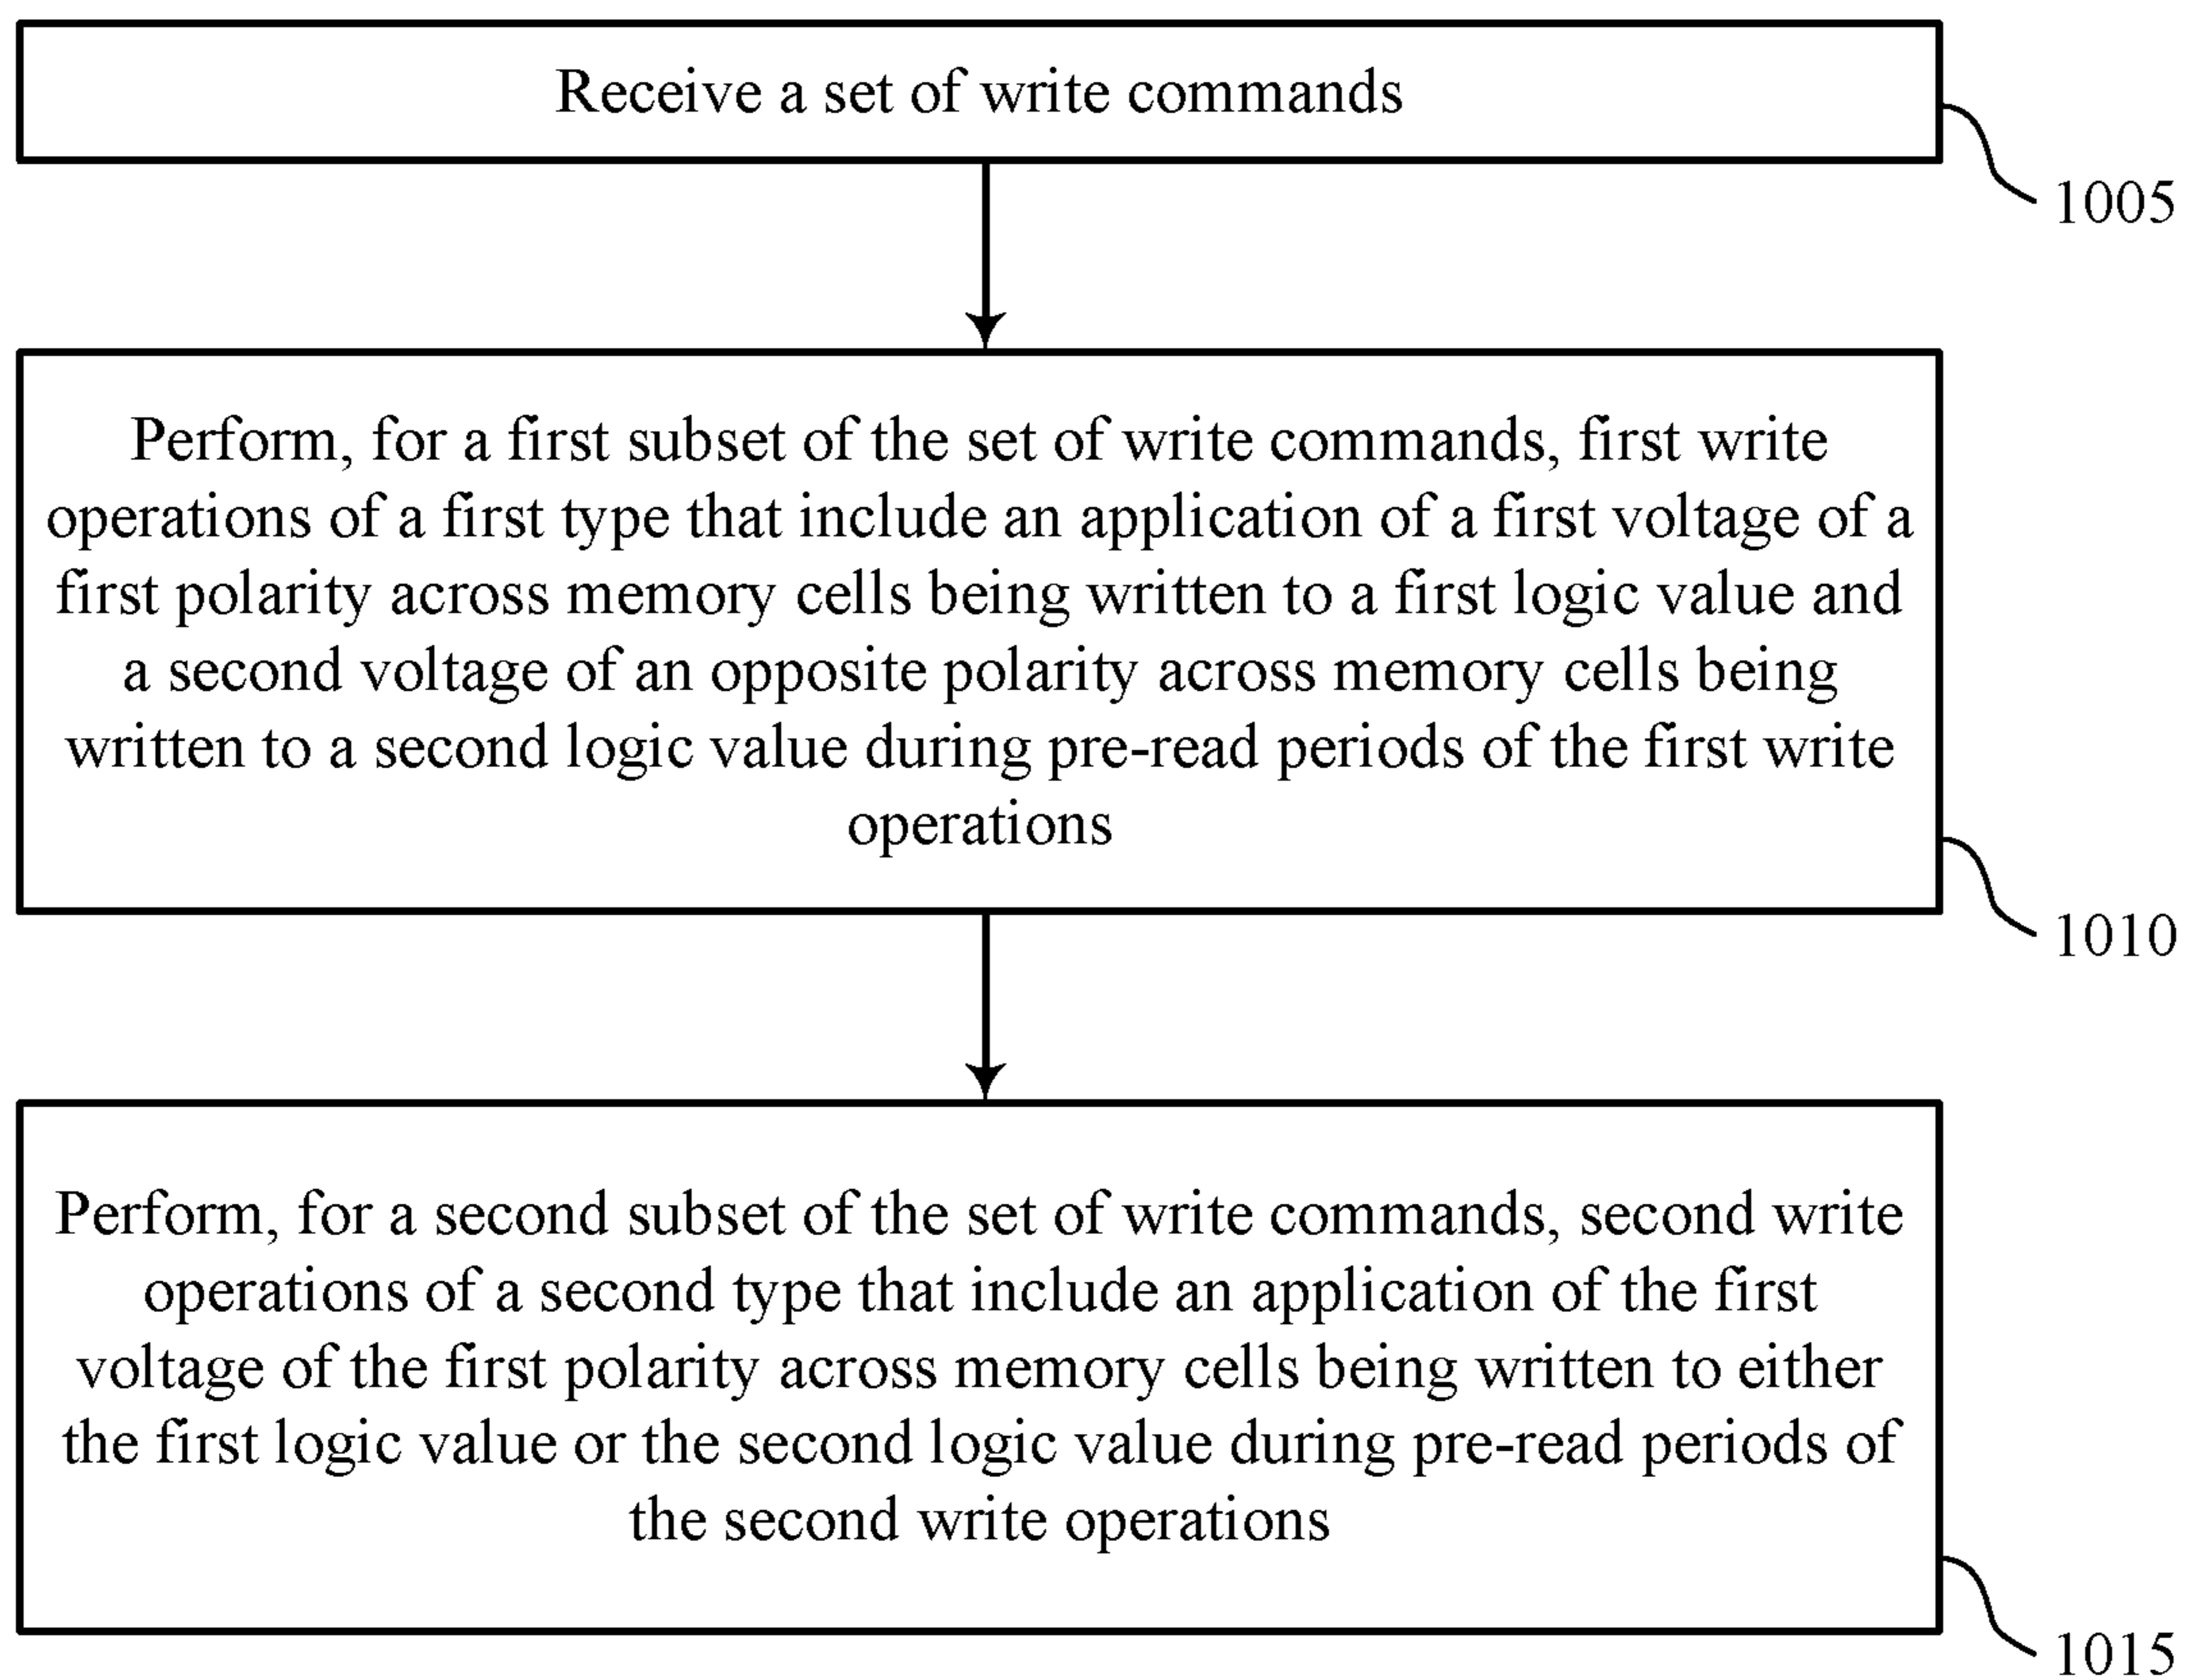 Receive a set of write commands
1005
Perform, for a first subset of the set of write commands, first write
operations of a first type that include an application of a first voltage of a
first polarity across memory cells being written to a first logic value and
a second voltage of an opposite polarity across memory cells being
written to a second logic value during pre-read periods of the first write
operations
1010
Perform, for a second subset of the set of write commands, second write
operations of a second type that include an application of the first
voltage of the first polarity across memory cells being written to either
the first logic value or the second logic value during pre-read periods of
the second write operations
1015